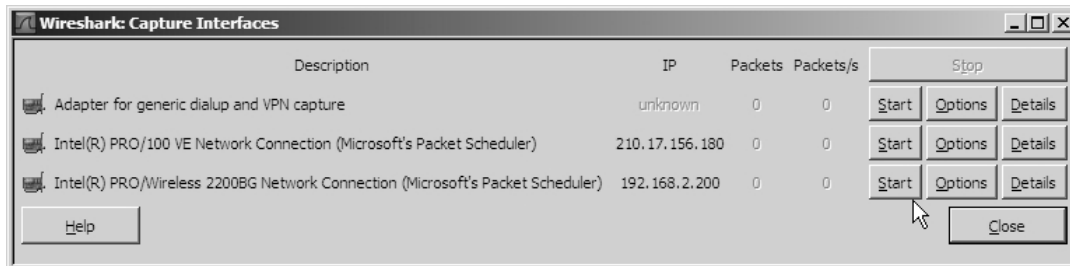 Wireshark: Capture Interfaces
Description IP Packets Packets/s Stop
Adapter for generic dialup and VPN capture unknown 0 0 Start Options Details
Intel(R) PRO/100 VE Network Connection (Microsoft's Packet Scheduler) 210.17.156.180 0 0 Start Options Details
Intel(R) PRO/Wireless 2200BG Network Connection (Microsoft's Packet Scheduler) 192.168.2.200 0 0 Start Options Details
Help Close